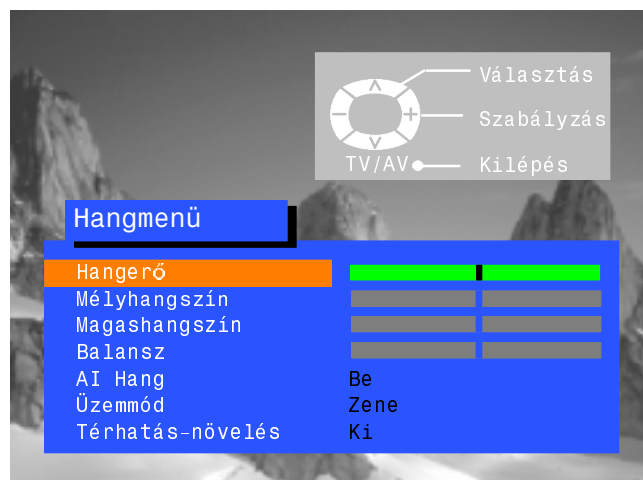 Választás
Szabályzás
TV/AV Kilépés
Hangmenü
Hangerő
Mélyhangszín
Magashangszín
Balansz
AI Hang Be
Üzemmód Zene
Térhatás-növelés Ki